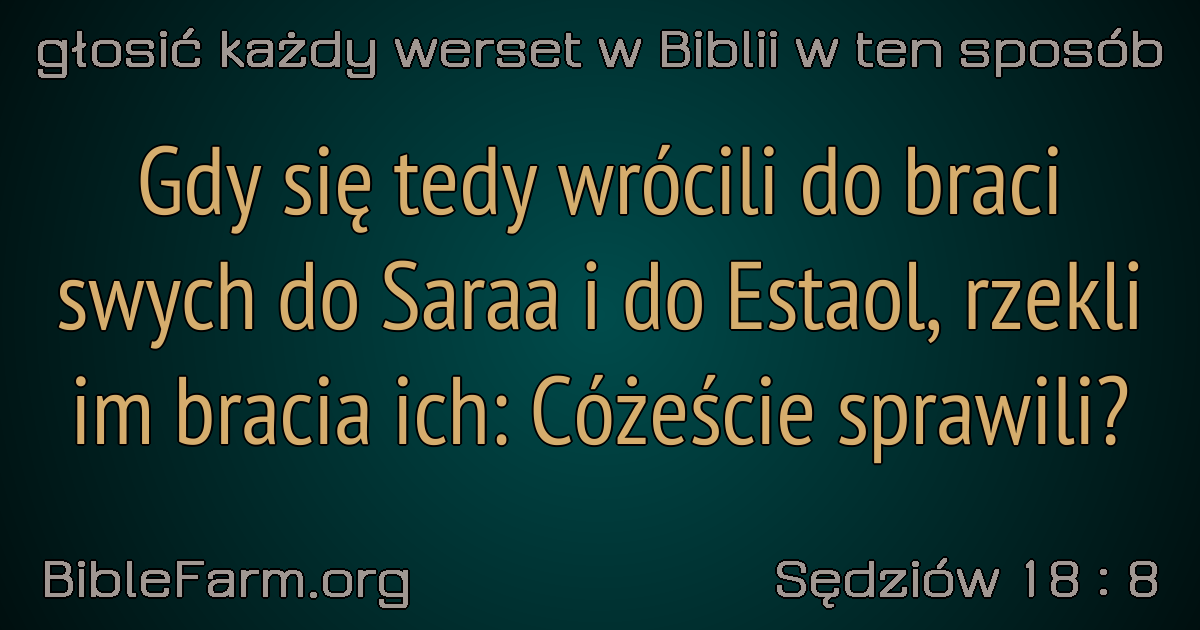 głosić każdy werset w Biblii w ten sposób
Gdy się tedy wrócili do braci
swych do Saraa i do Estaol, rzekli
im bracia ich: Cóżeście sprawili?
BibleFarm.org
Sędziów 18 : 8